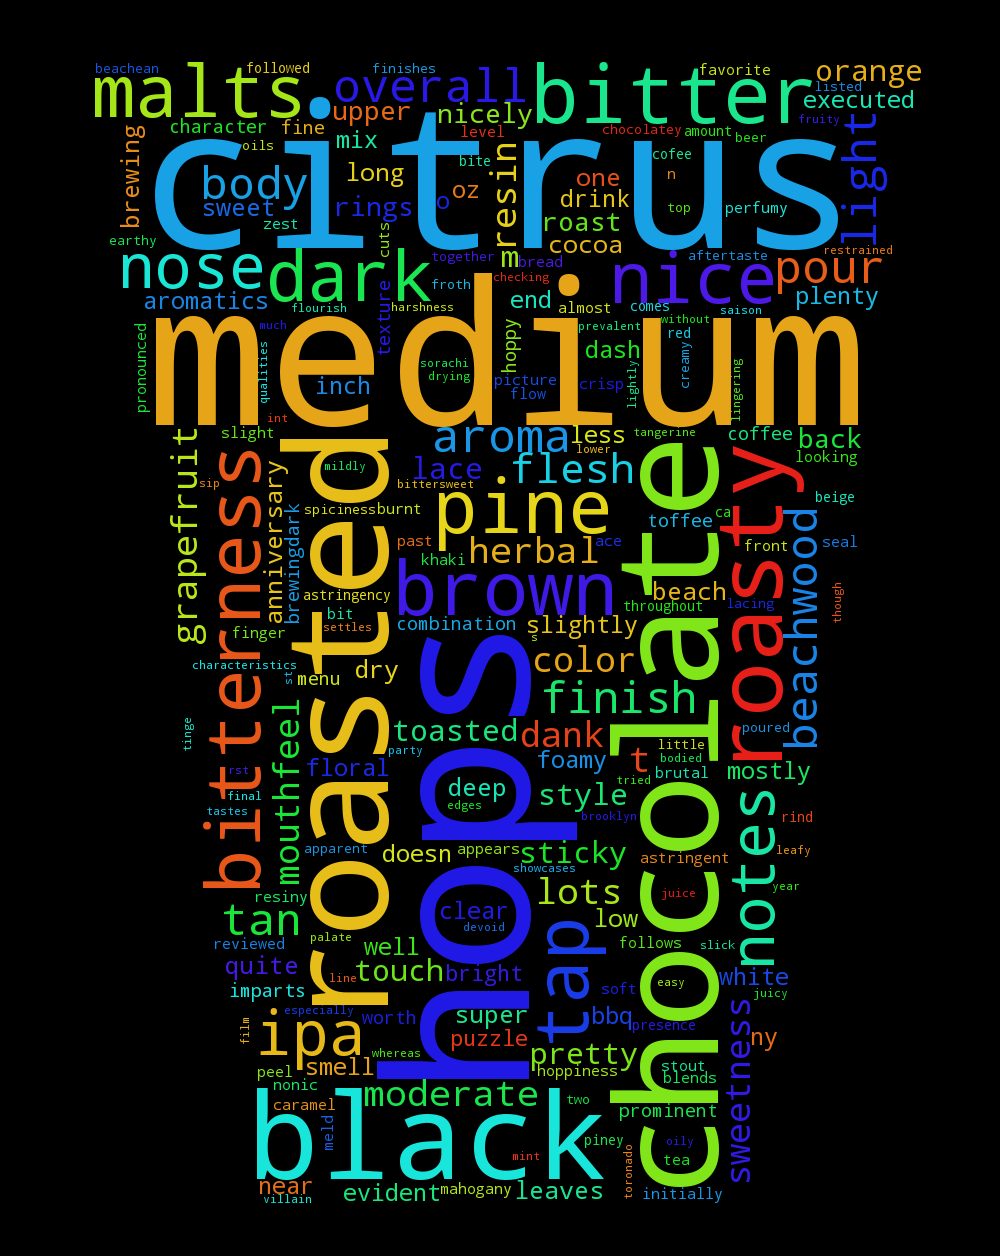 beachean followed finishes favorite orange
malts overall bitter listed
upper nicely executed
character fine mix level chocolatey amount beer fruity
brewing oils citrus bite cofee light
long resin one n
body oz drink top perfumy
sweet rings o roast
zest cocoa
earthy cuts m restrained
nose dark together bread nice aftertaste pour
checking
aromatics froth end almost comes plenty
flourish harshness hoppy without saison
much texture prevalent red
pronounced medium dash creamy
qualities sorachi
inch drying picture crisp lightly lingering
flow
int
slight aroma less lower tangerine coffee back
grapefruit mildly lace flesh looking
sip bittersweet
bitterness roasted pine chocolate roasty beige
anniversary spiciness burnt toffee ca
brewingdark past herbal ace front beachwood seal
khaki
astringency brown beach lacing though
bit throughout
finger settles combination slightly
s
characteristics color
st menu dry finish
tinge mouthfeel hops
toasted dank poured
party foamy t little
bodied
rst floral tried brutal mostly
final deep style notes
tastes edges brooklyn rind
apparent doesn appears sticky astringent leafy
showcases
resiny lots juice year
tan clear tap low
reviewed palate devoid follows slick
well
quite line touch bright easy white
imparts soft juicy
especially worth super bbq presence sweetness
film ipa puzzle ny
whereas pretty
peel smell hoppiness stout
nonic blends
black moderate two
caramel prominent
meld piney oily
mint tea
near evident mahogany leaves toronado initially
villain